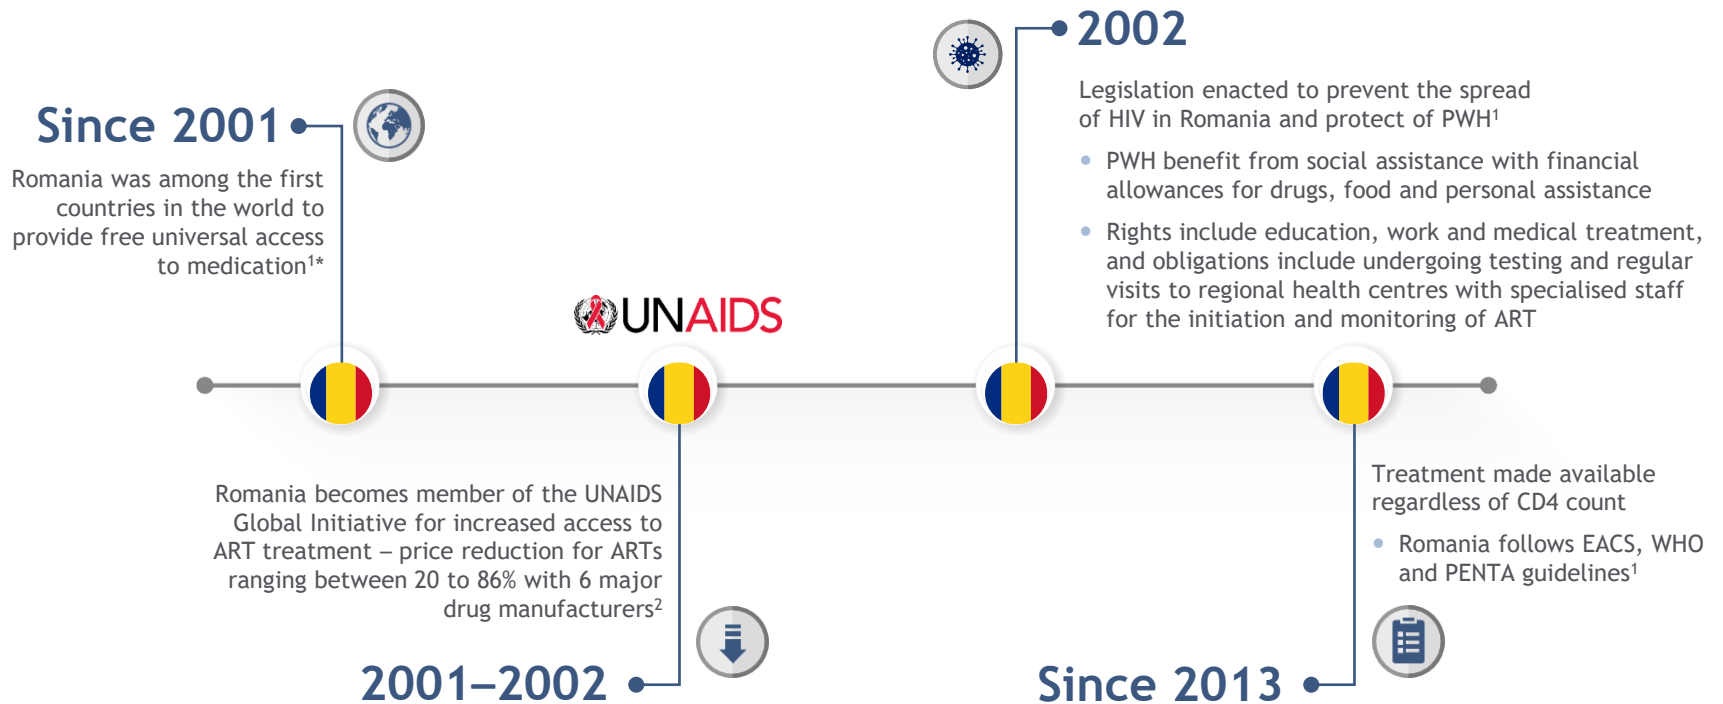 Since 2001
Romania was among the first
countries in the world to
provide free universal access
to medication¹*
UNAIDS
Romania becomes member of the UNAIDS
Global Initiative for increased access to
ART treatment – price reduction for ARTs
ranging between 20 to 86% with 6 major
drug manufacturers²
2001–2002
2002
Legislation enacted to prevent the spread
of HIV in Romania and protect of PWH¹
• PWH benefit from social assistance with financial
allowances for drugs, food and personal assistance
• Rights include education, work and medical treatment,
and obligations include undergoing testing and regular
visits to regional health centres with specialised staff
for the initiation and monitoring of ART
Treatment made available
regardless of CD4 count
• Romania follows EACS, WHO
and PENTA guidelines¹
Since 2013